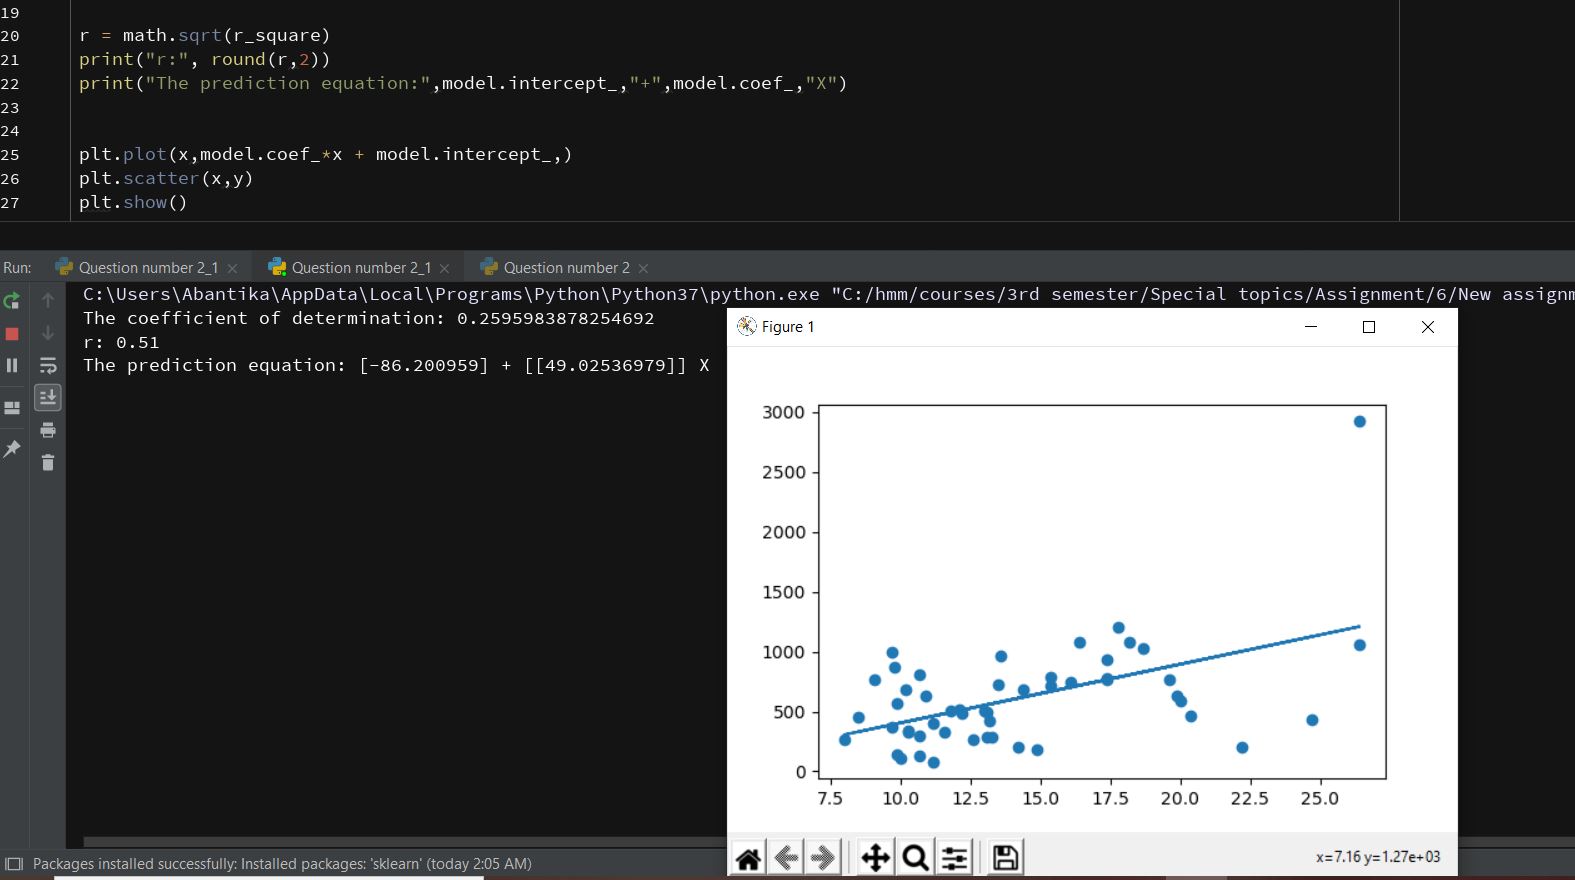 19
20 r = math.sqrt(r_square)
21 print("r:", round(r,2))
22 print("The prediction equation:",model.intercept_,"+",model.coef_,"X")
23
24
25 plt.plot(x,model.coef_*x + model.intercept_,)
26 plt.scatter(x,y)
27 plt.show()
Run: Question number 2_1 × Question number 2_1 × Question number 2 ×
C:\Users\Abantika\AppData\Local\Programs\Python\Python37\python.exe "C:/hmm/courses/3rd semester/Special topics/Assignment/6/New assignm
The coefficient of determination: 0.2595983878254692
r: 0.51
The prediction equation: [-86.200959] + [[49.02536979]] X
Figure 1
3000
2500
2000
1500
1000
500
0
7.5 10.0 12.5 15.0 17.5 20.0 22.5 25.0
x=7.16 y=1.27e+03
Packages installed successfully: Installed packages: 'sklearn' (today 2:05 AM)